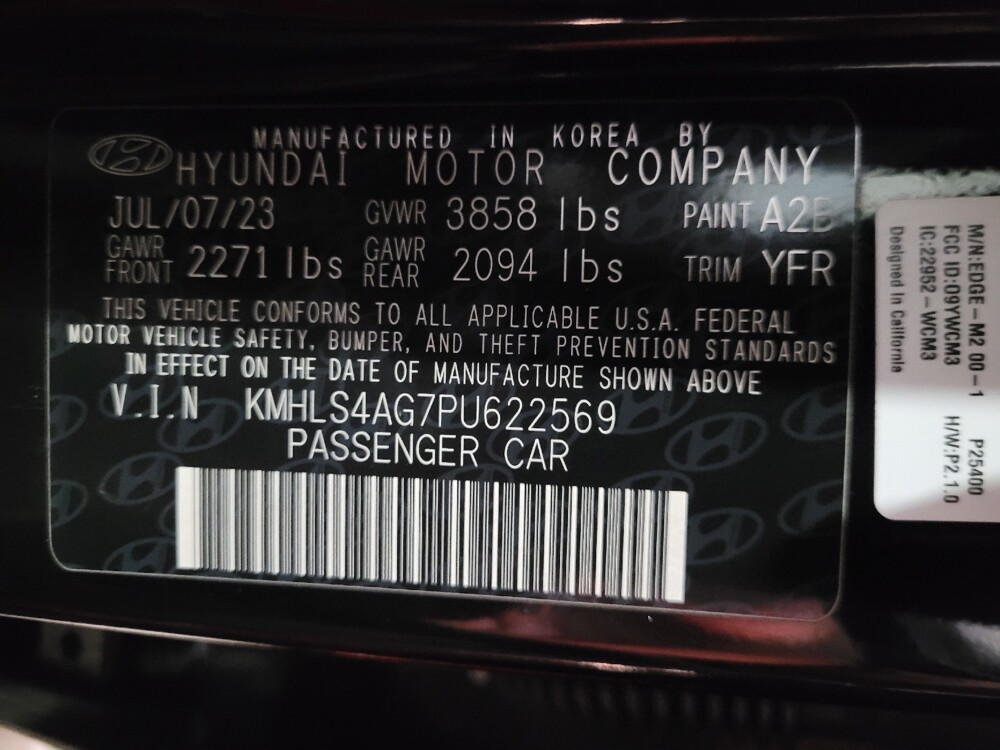 MANUFACTURED IN KOREA BY
HYUNDAI MOTOR COMPANY
JUL/07/23 GVWR 3858 lbs PAINT A2B
GAWR FRONT 2271 lbs GAWR REAR 2094 lbs TRIM YFR
THIS VEHICLE CONFORMS TO ALL APPLICABLE U.S.A. FEDERAL
MOTOR VEHICLE SAFETY, BUMPER, AND THEFT PREVENTION STANDARDS
IN EFFECT ON THE DATE OF MANUFACTURE SHOWN ABOVE
V.I.N KMHLS4AG7PU622569
PASSENGER CAR
M/N:EDGE-M2 00-1 P25400
FCC ID:09YWCM3 H/W:P2.1.0
IC:22952-WCM3
Designed in California